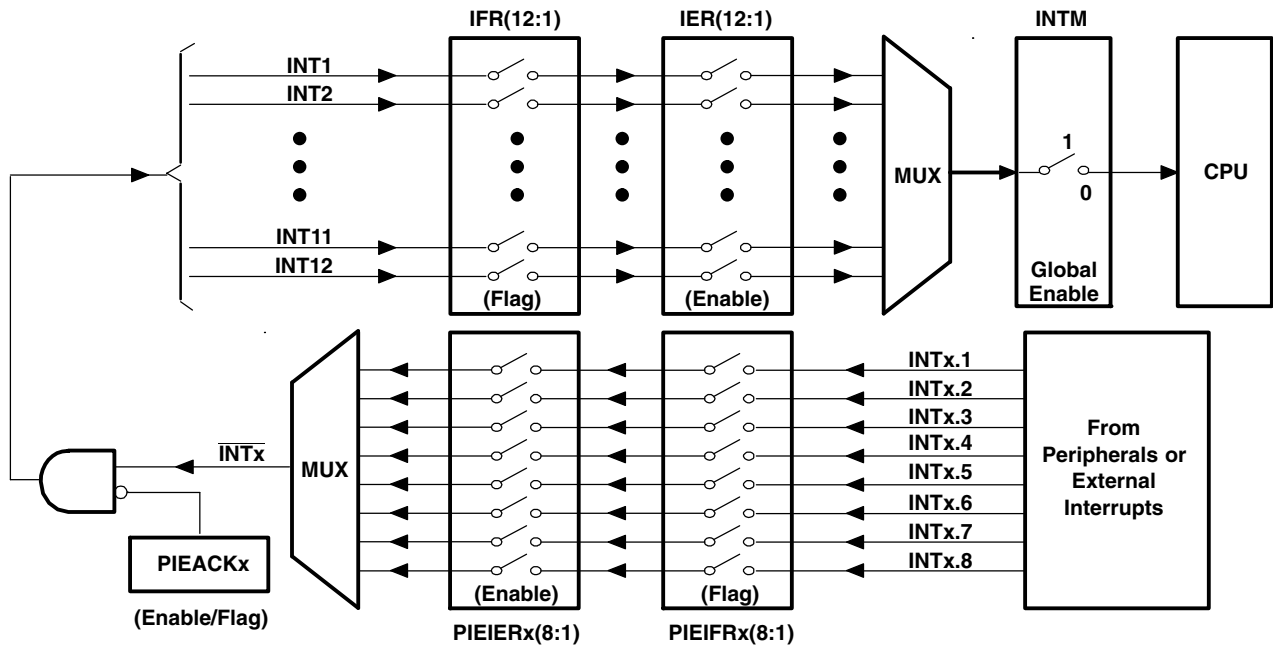 IFR(12:1)
IER(12:1)
INTM
INT1
INT2
INT11
INT12
(Flag)
(Enable)
MUX
1
0
Global
Enable
CPU
INTx.1
INTx.2
INTx.3
INTx.4
INTx.5
INTx.6
INTx.7
INTx.8
From
Peripherals or
External
Interrupts
INTx
MUX
PIEACKx
(Enable/Flag)
(Enable)
(Flag)
PIEIERx(8:1)
PIEIFRx(8:1)